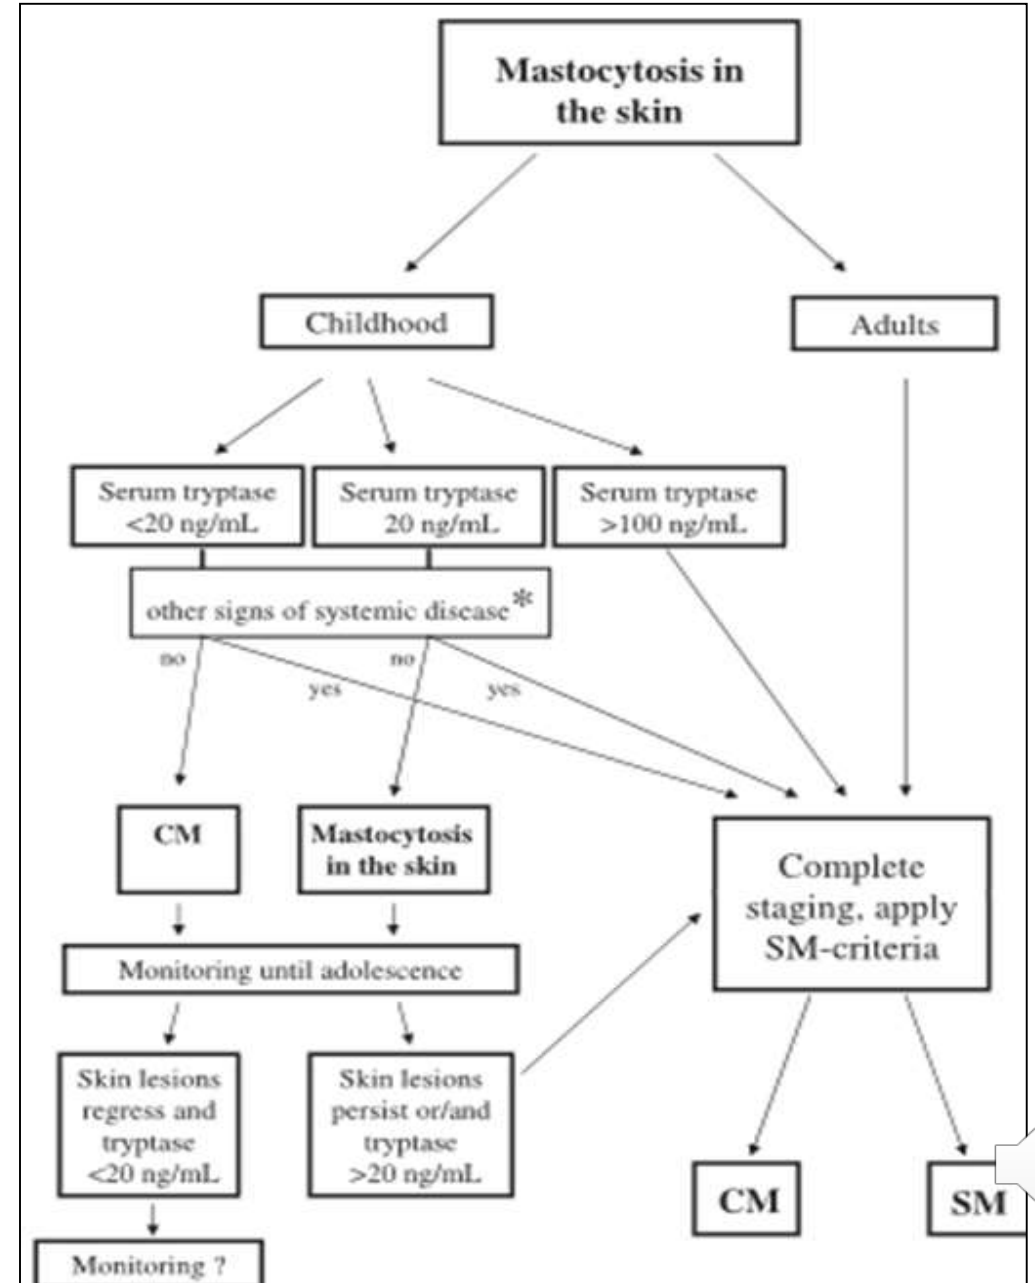 Mastocytosis in
the skin
Childhood
Adults
Serum tryptase
<20 ng/mL
Serum tryptase
20 ng/mL
Serum tryptase
>100 ng/mL
other signs of systemic disease*
no
yes
no
yes
CM
Mastocytosis
in the skin
Complete
staging, apply
SM-criteria
Monitoring until adolescence
Skin lesions
regress and
tryptase
<20 ng/mL
Skin lesions
persist or/and
tryptase
>20 ng/mL
CM
SM
Monitoring ?